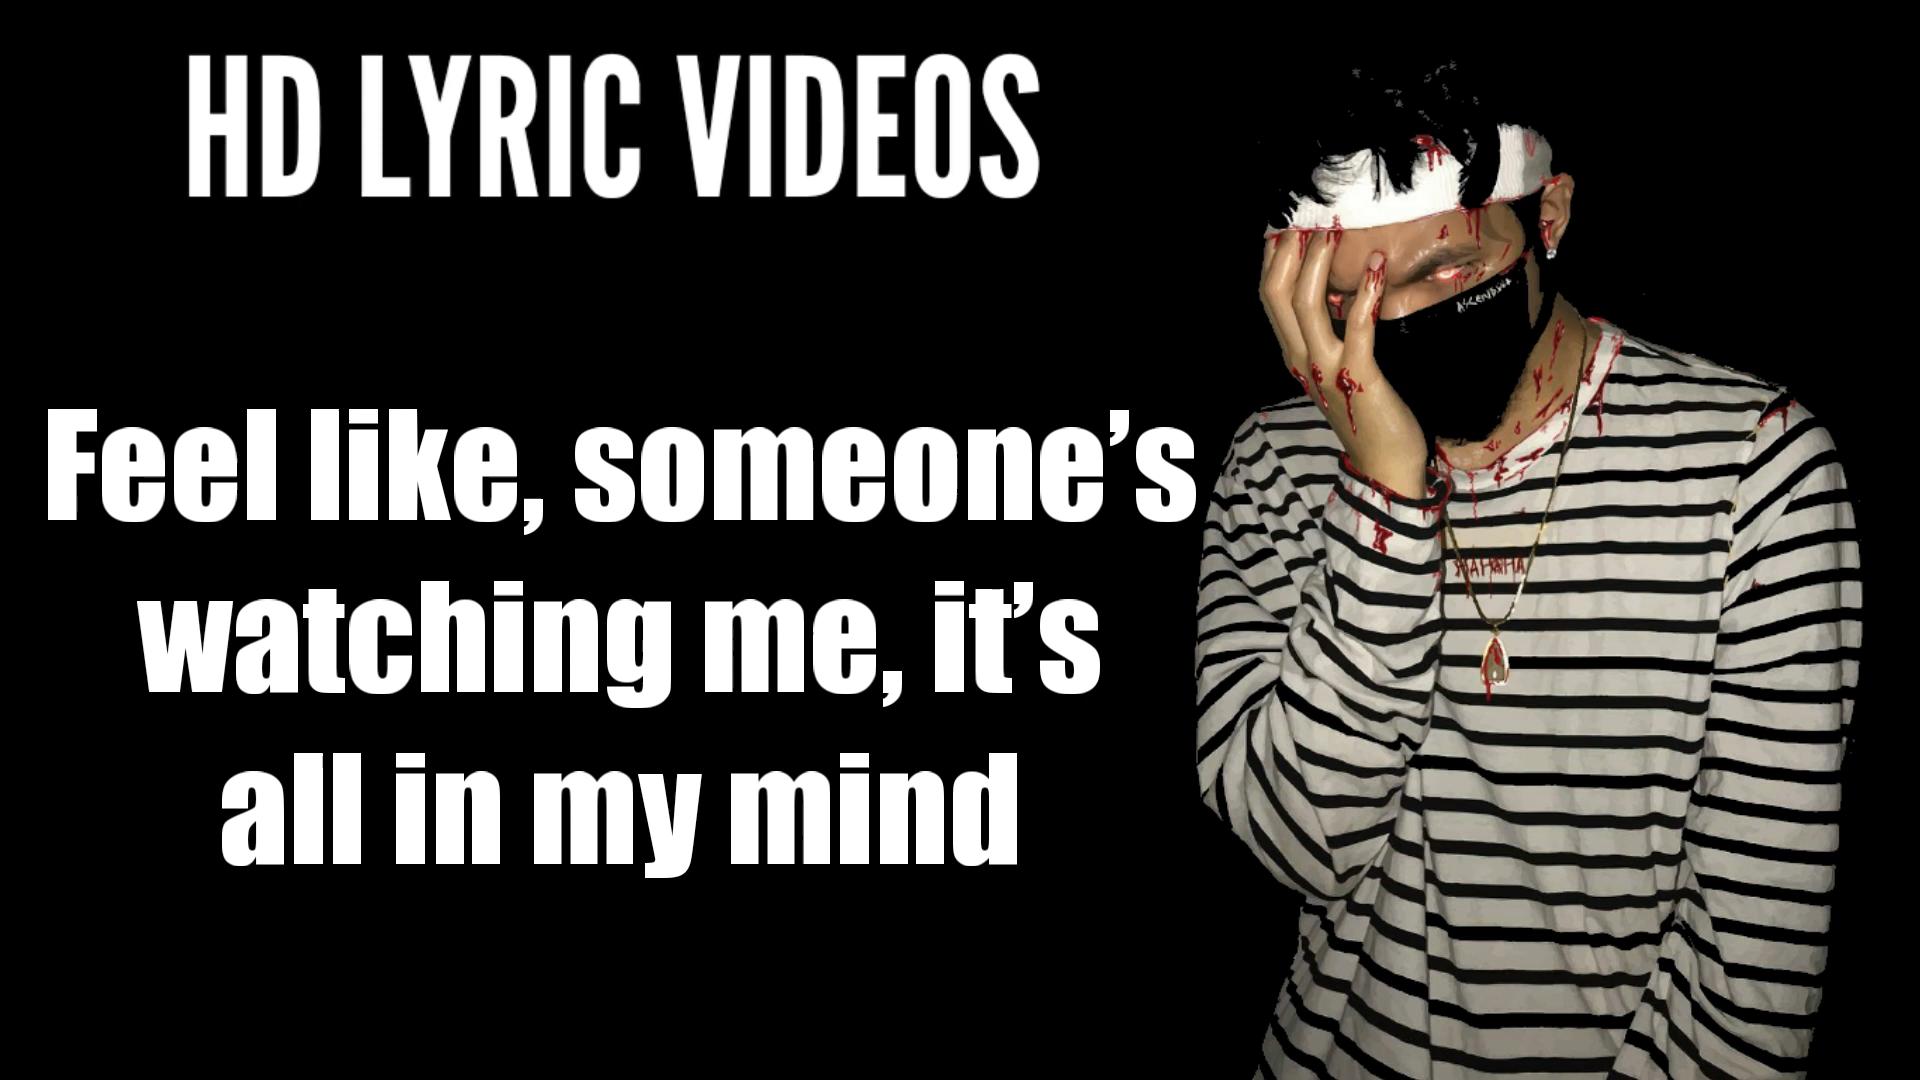 HD LYRIC VIDEOS
Feel like, someone’s
watching me, it’s
all in my mind